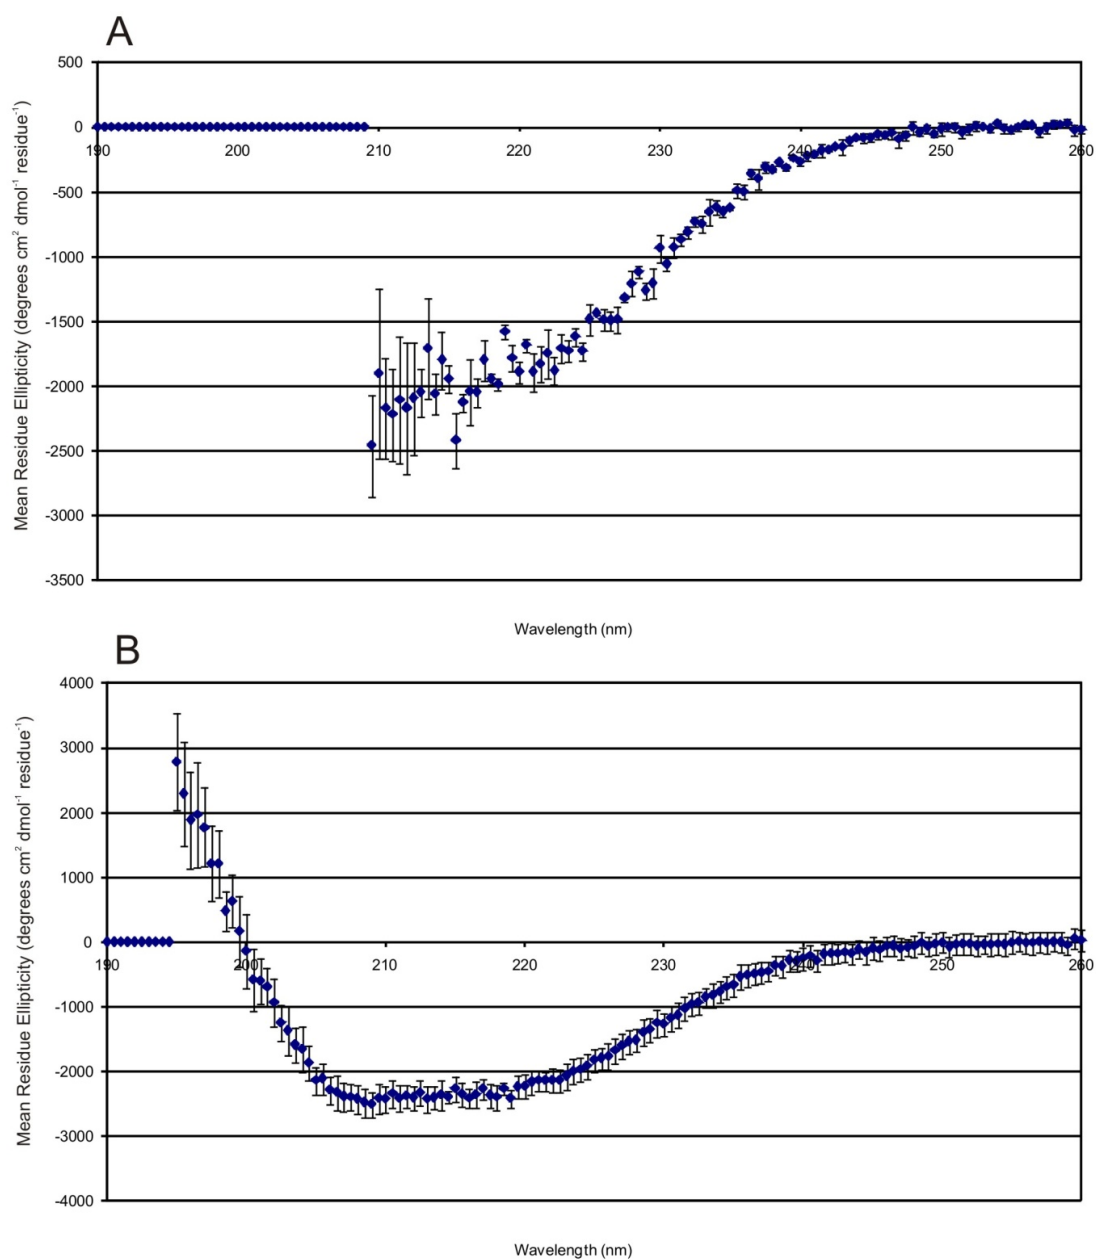 A
500
0
-500
-1000
-1500
-2000
-2500
-3000
-3500
190 200 210 220 230 240 250 260
Mean Residue Ellipticity (degrees cm² dmol⁻¹ residue⁻¹)
Wavelength (nm)
B
4000
3000
2000
1000
0
-1000
-2000
-3000
-4000
190 200 210 220 230 240 250 260
Mean Residue Ellipticity (degrees cm² dmol⁻¹ residue⁻¹)
Wavelength (nm)